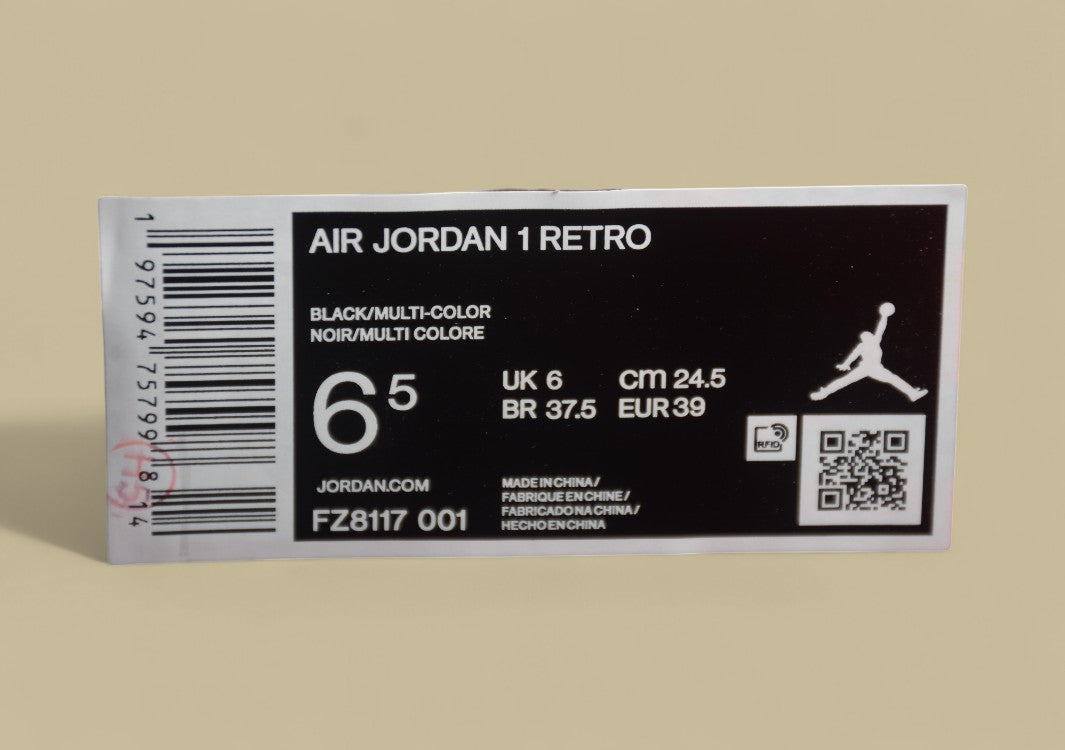 1 97594 75799 8 14
AIR JORDAN 1 RETRO
BLACK/MULTI-COLOR
NOIR/MULTI COLORE
6 5
UK 6 cm 24.5
BR 37.5 EUR 39
RFID
JORDAN.COM
FZ8117 001
MADE IN CHINA/
FABRIQUE EN CHINE/
FABRICADO NA CHINA/
HECHO EN CHINA